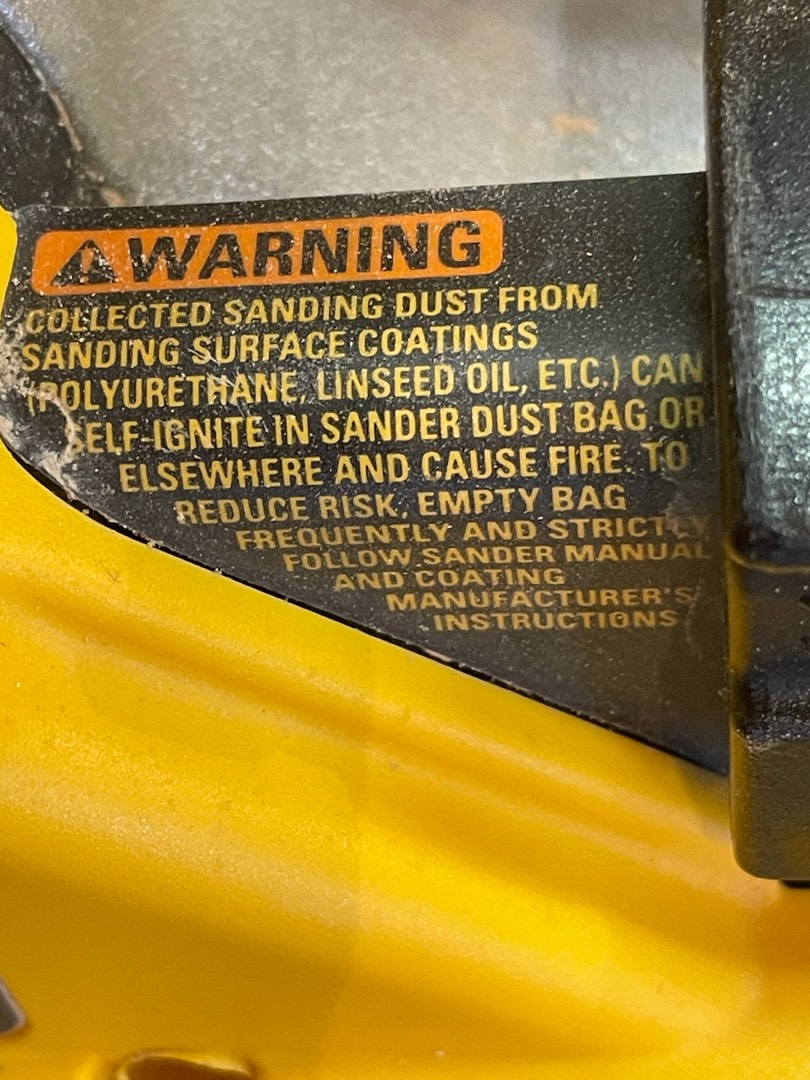 WARNING
COLLECTED SANDING DUST FROM
SANDING SURFACE COATINGS
(POLYURETHANE, LINSEED OIL, ETC.) CAN
SELF-IGNITE IN SANDER DUST BAG OR
ELSEWHERE AND CAUSE FIRE. TO
REDUCE RISK, EMPTY BAG
FREQUENTLY AND STRICTLY
FOLLOW SANDER MANUAL
AND COATING
MANUFACTURER'S
INSTRUCTIONS